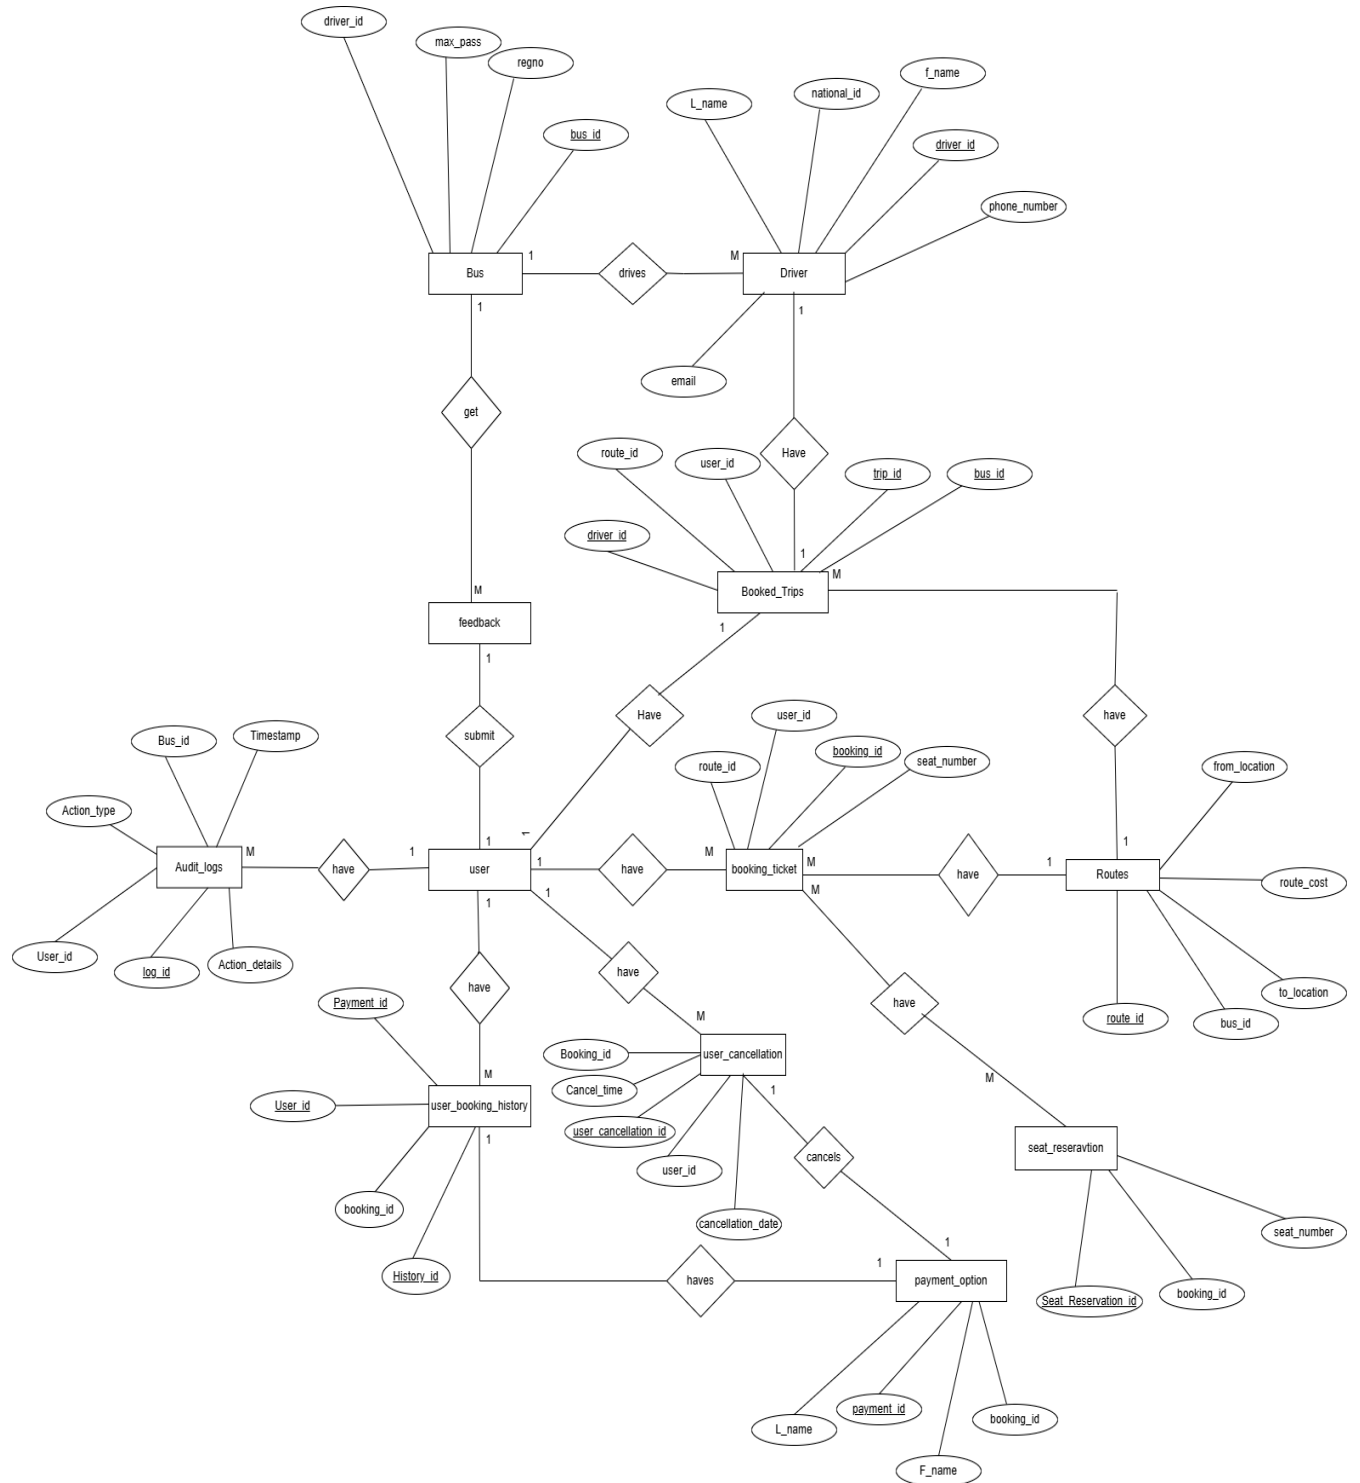 driver_id
max_pass
regno
bus_id
L_name
national_id
f_name
driver_id
phone_number
Bus
1
drives
M
Driver
1
1
email
get
Have
route_id
user_id
trip_id
bus_id
driver_id
1
M
Booked_Trips
M
feedback
1
1
submit
Have
have
Bus_id
Timestamp
Action_type
user_id
route_id
booking_id
seat_number
from_location
Audit_logs
M
have
1
1
user
1
1
have
M
booking_ticket
M
have
1
1
Routes
route_cost
1
1
M
User_id
log_id
Action_details
have
have
have
to_location
route_id
bus_id
Payment_id
User_id
M
user_booking_history
1
booking_id
History_id
M
Booking_id
Cancel_time
user_cancellation_id
user_id
cancellation_date
user_cancellation
1
cancels
M
seat_reseravtion
seat_number
Seat_Reservation_id
booking_id
haves
1
1
payment_option
L_name
payment_id
F_name
booking_id